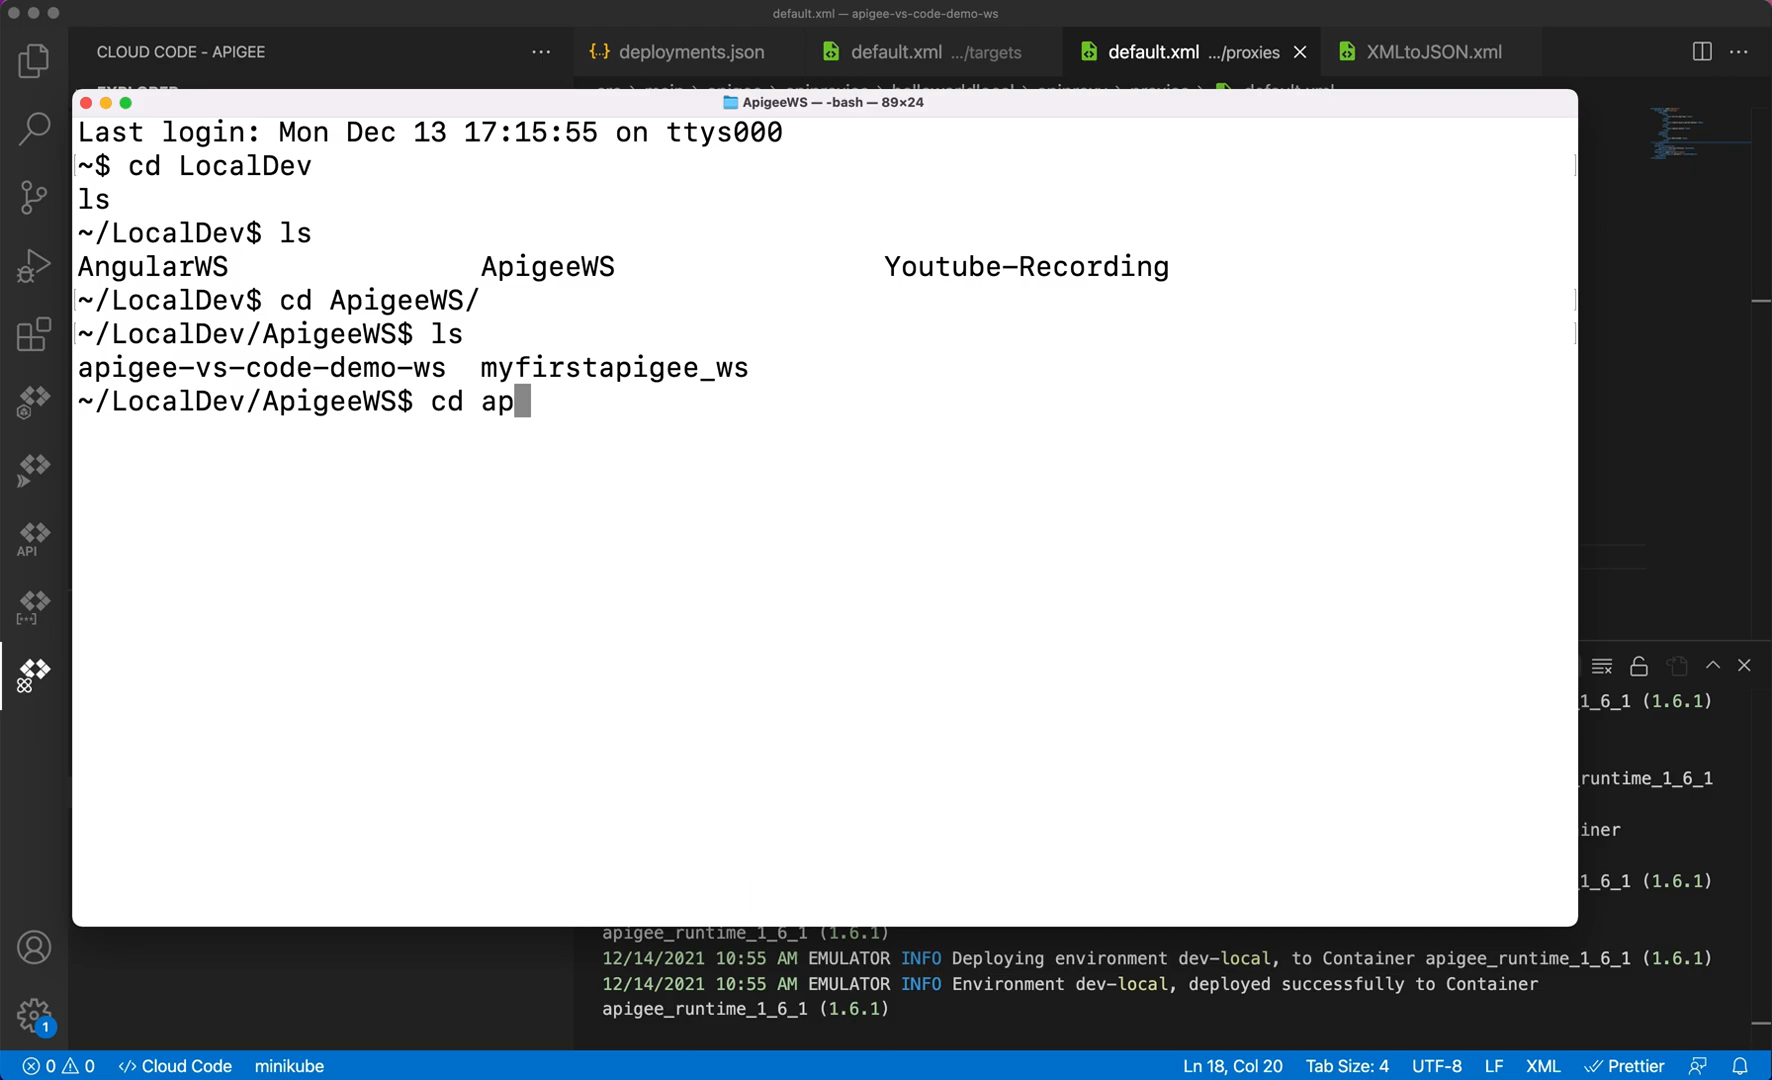 default.xml — apigee-vs-code-demo-ws
CLOUD CODE - APIGEE
deployments.json
default.xml .../targets
default.xml .../proxies
XMLtoJSON.xml
ApigeeWS — -bash — 89×24
Last login: Mon Dec 13 17:15:55 on ttys000
~$ cd LocalDev
ls
~/LocalDev$ ls
AngularWS ApigeeWS Youtube-Recording
~/LocalDev$ cd ApigeeWS/
~/LocalDev/ApigeeWS$ ls
apigee-vs-code-demo-ws myfirstapigee_ws
~/LocalDev/ApigeeWS$ cd ap
API
_1_6_1 (1.6.1)
runtime_1_6_1
iner
_1_6_1 (1.6.1)
apigee_runtime_1_6_1 (1.6.1)
12/14/2021 10:55 AM EMULATOR INFO Deploying environment dev-local, to Container apigee_runtime_1_6_1 (1.6.1)
12/14/2021 10:55 AM EMULATOR INFO Environment dev-local, deployed successfully to Container
apigee_runtime_1_6_1 (1.6.1)
1
0 0 Cloud Code minikube
Ln 18, Col 20 Tab Size: 4 UTF-8 LF XML Prettier